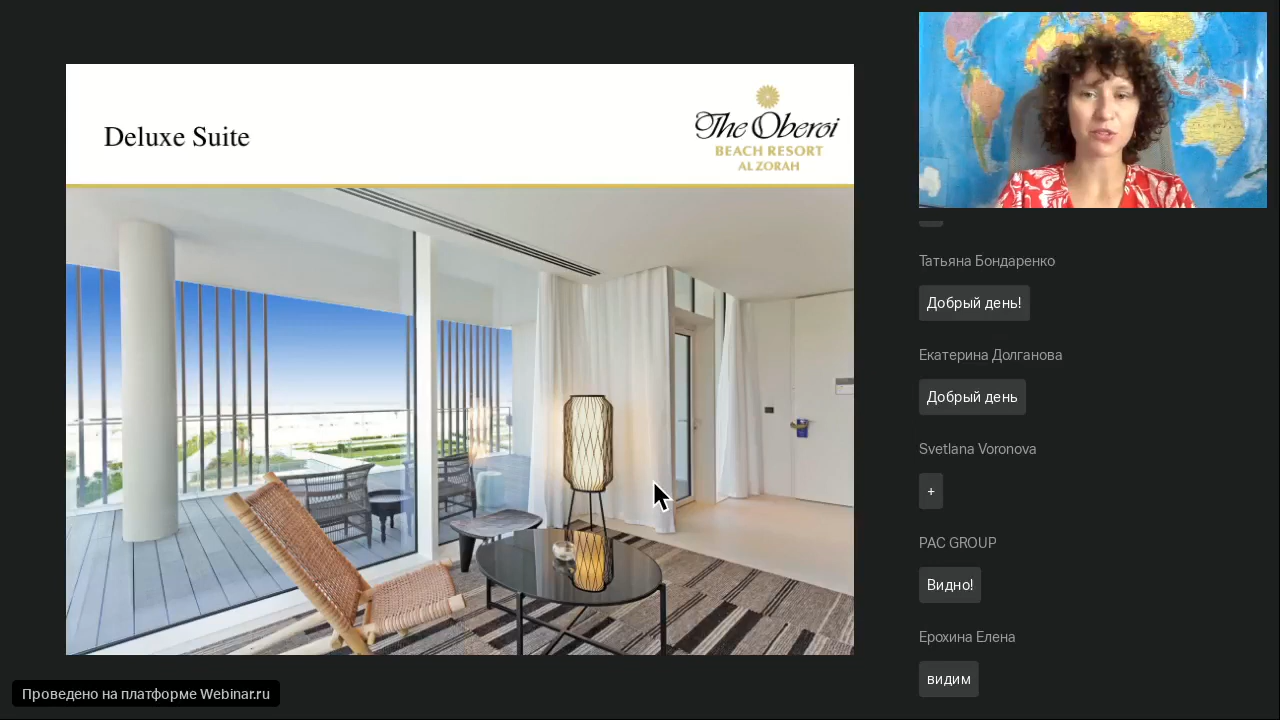 Deluxe Suite
The Oberoi
BEACH RESORT
AL ZORAH
Татьяна Бондаренко
Добрый день!
Екатерина Долганова
Добрый день
Svetlana Voronova
+
PAC GROUP
Видно!
Ерохина Елена
видим
Проведено на платформе Webinar.ru